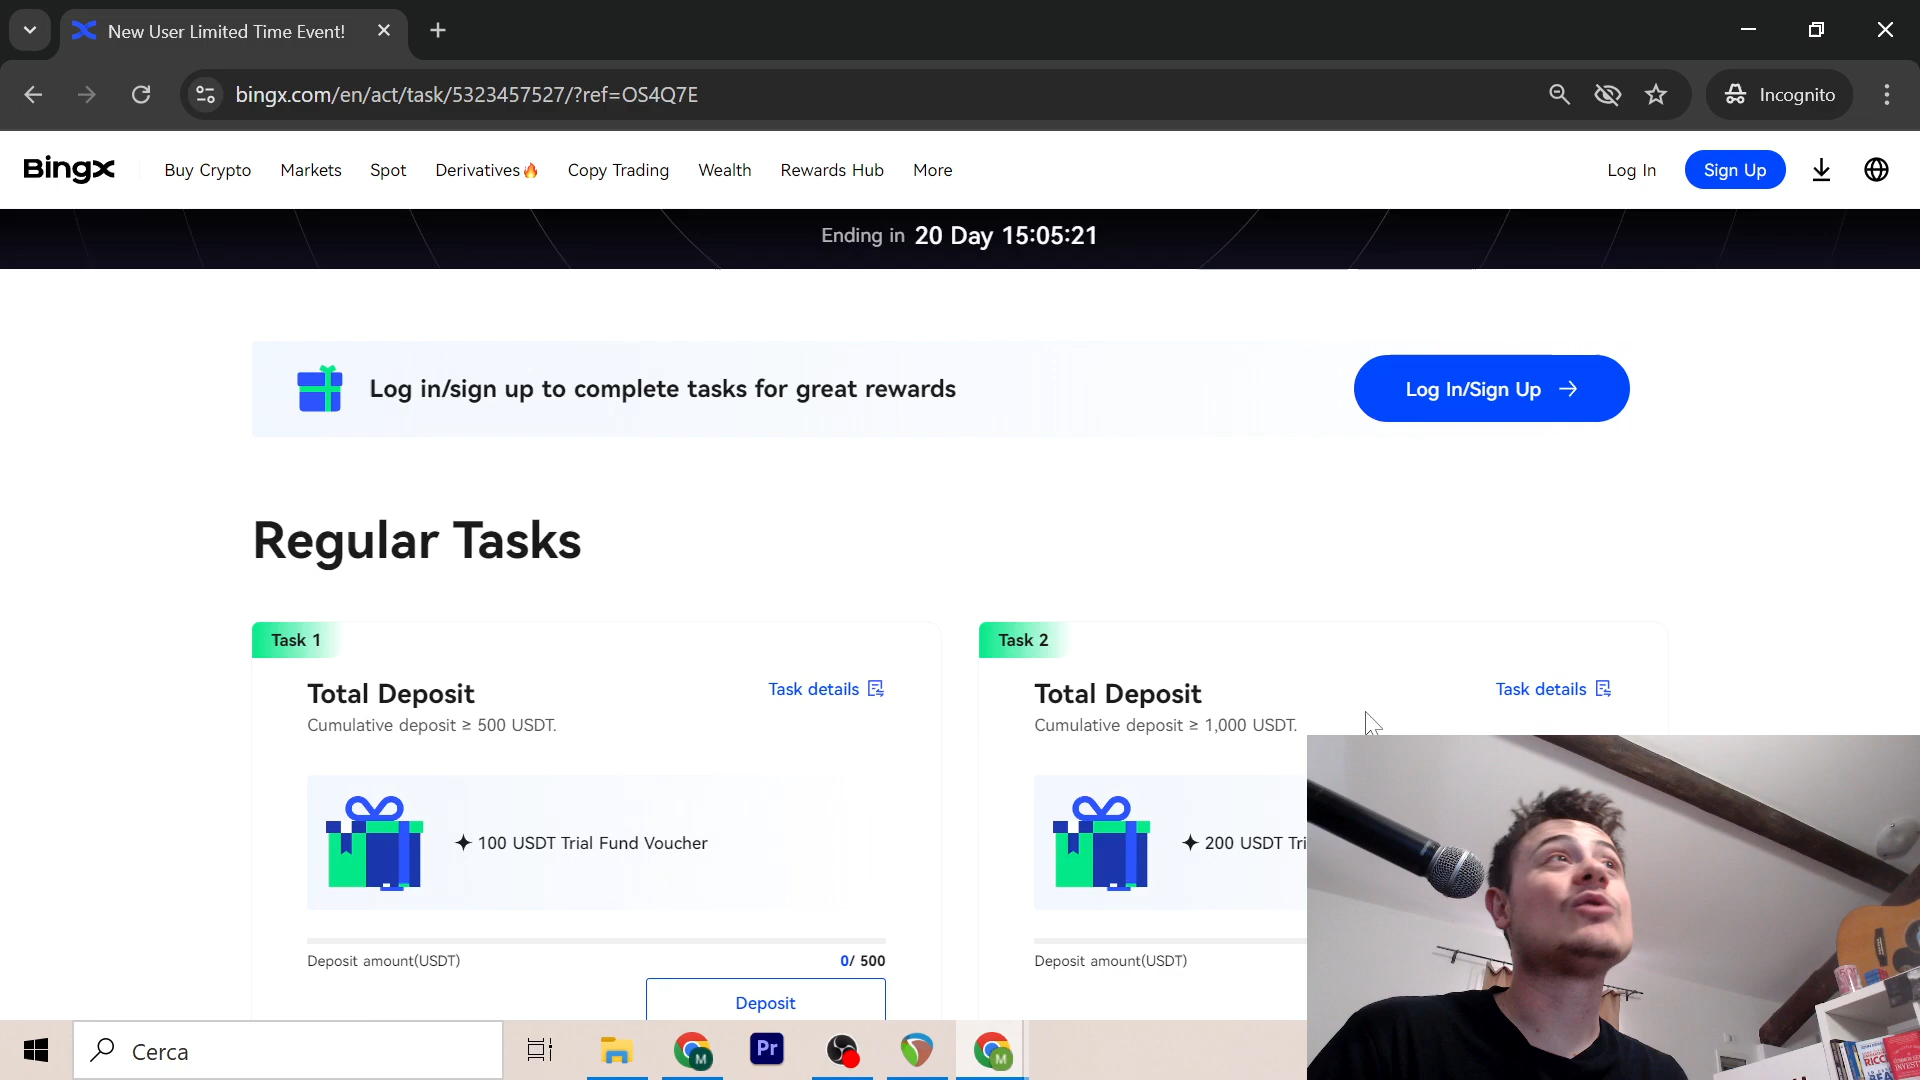 New User Limited Time Event!
bingx.com/en/act/task/5323457527/?ref=OS4Q7E
Incognito
BingX
Buy Crypto
Markets
Spot
Derivatives🔥
Copy Trading
Wealth
Rewards Hub
More
Log In
Sign Up
Ending in 20 Day 15:05:21
Log in/sign up to complete tasks for great rewards
Log In/Sign Up →
Regular Tasks
Task 1
Total Deposit
Task details
Cumulative deposit ≥ 500 USDT.
100 USDT Trial Fund Voucher
Deposit amount(USDT)
0/ 500
Deposit
Task 2
Total Deposit
Task details
Cumulative deposit ≥ 1,000 USDT.
200 USDT Tri
Deposit amount(USDT)
Cerca
Pr
M
M